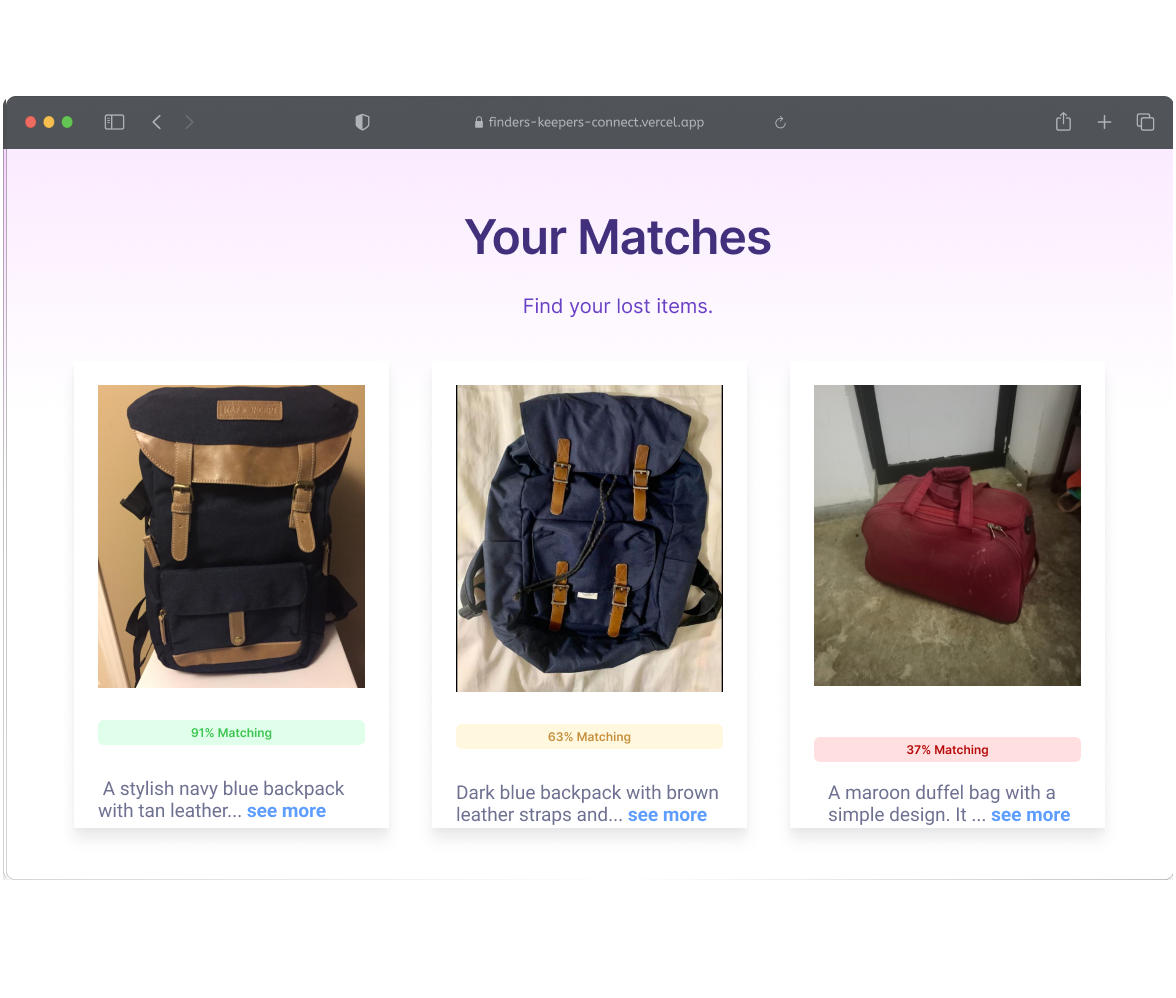 finders-keepers-connect.vercel.app
Your Matches
Find your lost items.
91% Matching
A stylish navy blue backpack
with tan leather... see more
63% Matching
Dark blue backpack with brown
leather straps and... see more
37% Matching
A maroon duffel bag with a
simple design. It ... see more